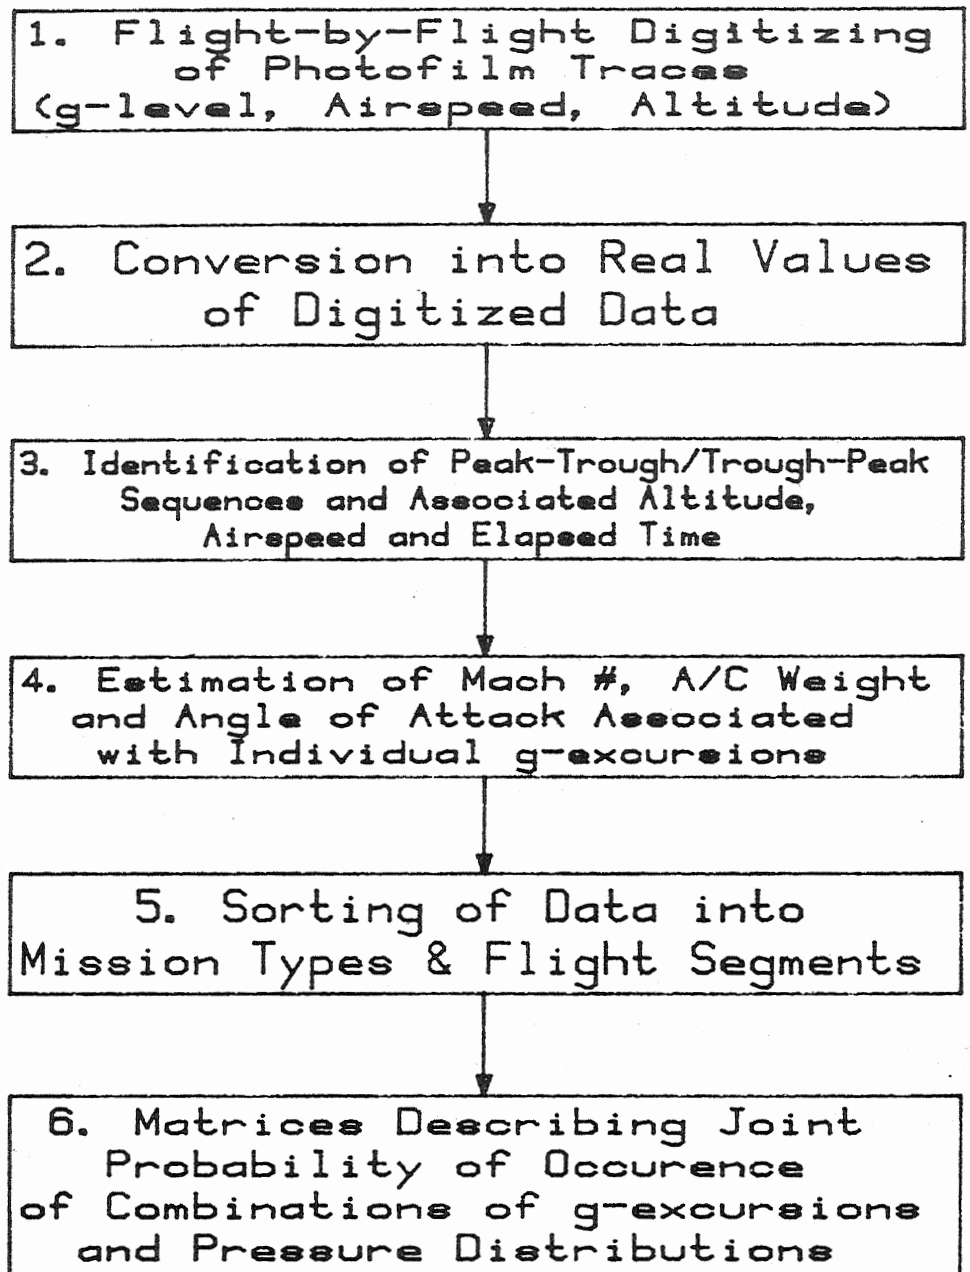 1. Flight-by-Flight Digitizing
of Photofilm Traces
(g-level, Airspeed, Altitude)
2. Conversion into Real Values
of Digitized Data
3. Identification of Peak-Trough/Trough-Peak
Sequences and Associated Altitude,
Airspeed and Elapsed Time
4. Estimation of Mach #, A/C Weight
and Angle of Attack Associated
with Individual g-excursions
5. Sorting of Data into
Mission Types & Flight Segments
6. Matrices Describing Joint
Probability of Occurence
of Combinations of g-excursions
and Pressure Distributions